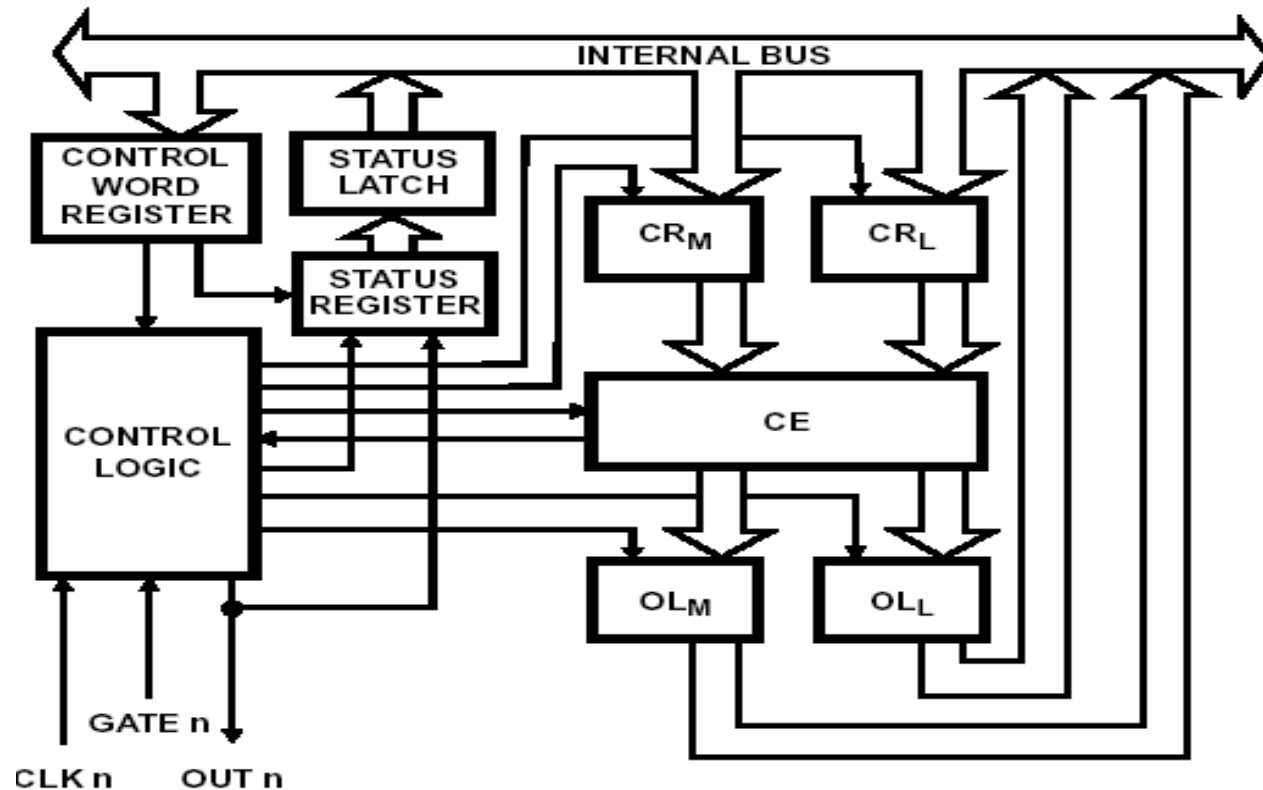 INTERNAL BUS
CONTROL
WORD
REGISTER
STATUS
LATCH
CRM
CRL
STATUS
REGISTER
CONTROL
LOGIC
CE
OLM
OLL
GATE n
CLK n
OUT n